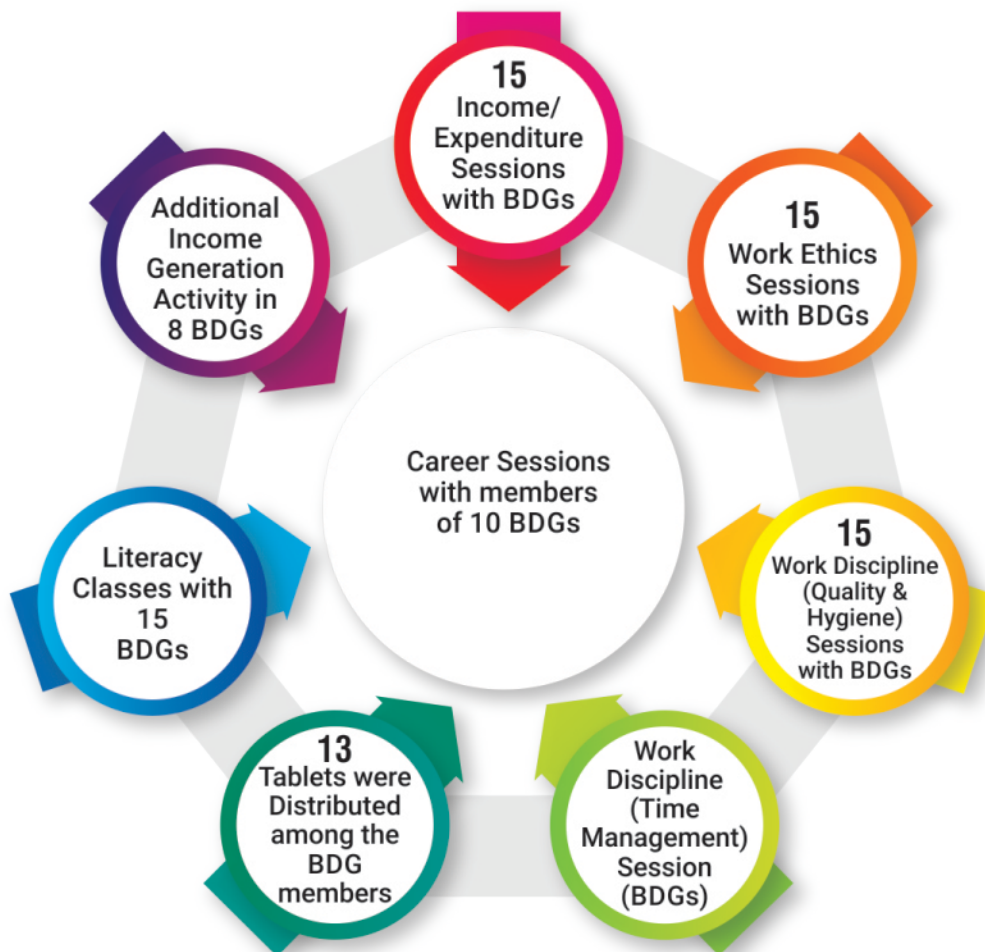 15
Income/
Expenditure
Sessions
with BDGs
15
Work Ethics
Sessions
with BDGs
15
Work Discipline
(Quality &
Hygiene)
Sessions
with BDGs
Work
Discipline
(Time
Management)
Session
(BDGs)
13
Tablets were
Distributed
among the
BDG
members
Literacy
Classes with
15
BDGs
Additional
Income
Generation
Activity in
8 BDGs
Career Sessions
with members
of 10 BDGs